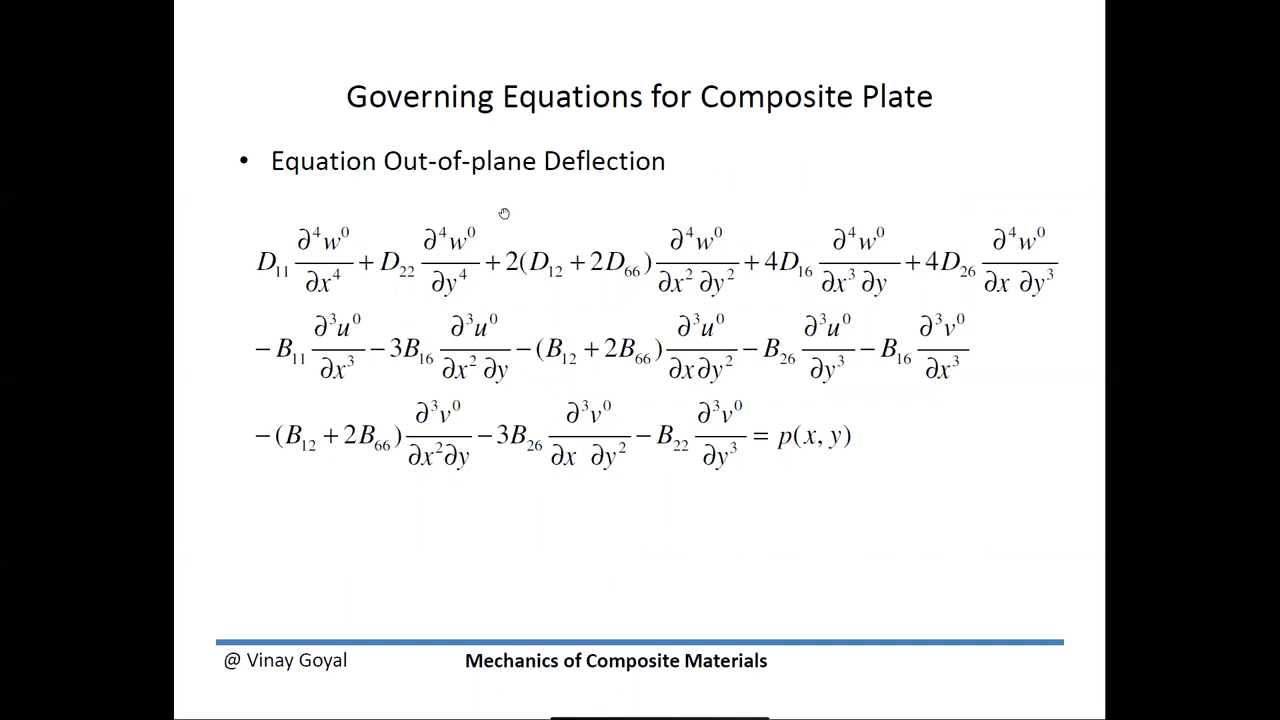 Governing Equations for Composite Plate
• Equation Out-of-plane Deflection
D₁₁ ∂⁴w⁰/∂x⁴ + D₂₂ ∂⁴w⁰/∂y⁴ + 2(D₁₂ + 2D₆₆) ∂⁴w⁰/∂x² ∂y² + 4D₁₆ ∂⁴w⁰/∂x³ ∂y + 4D₂₆ ∂⁴w⁰/∂x ∂y³
− B₁₁ ∂³u⁰/∂x³ − 3B₁₆ ∂³u⁰/∂x² ∂y − (B₁₂ + 2B₆₆) ∂³u⁰/∂x∂y² − B₂₆ ∂³u⁰/∂y³ − B₁₆ ∂³v⁰/∂x³
− (B₁₂ + 2B₆₆) ∂³v⁰/∂x²∂y − 3B₂₆ ∂³v⁰/∂x ∂y² − B₂₂ ∂³v⁰/∂y³ = p(x, y)
@ Vinay Goyal
Mechanics of Composite Materials